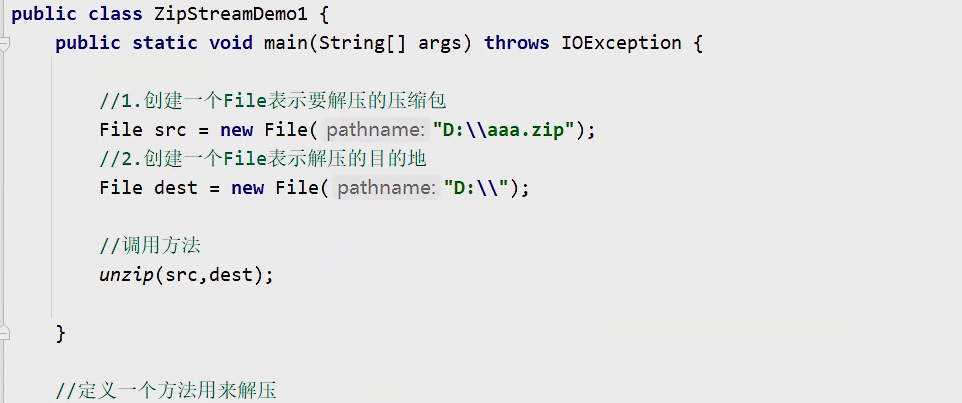 public class ZipStreamDemo1 {
public static void main(String[] args) throws IOException {
//1.创建一个File表示要解压的压缩包
File src = new File( pathname: "D:\\aaa.zip");
//2.创建一个File表示解压的目的地
File dest = new File( pathname: "D:\\");
//调用方法
unzip(src,dest);
}
//定义一个方法用来解压